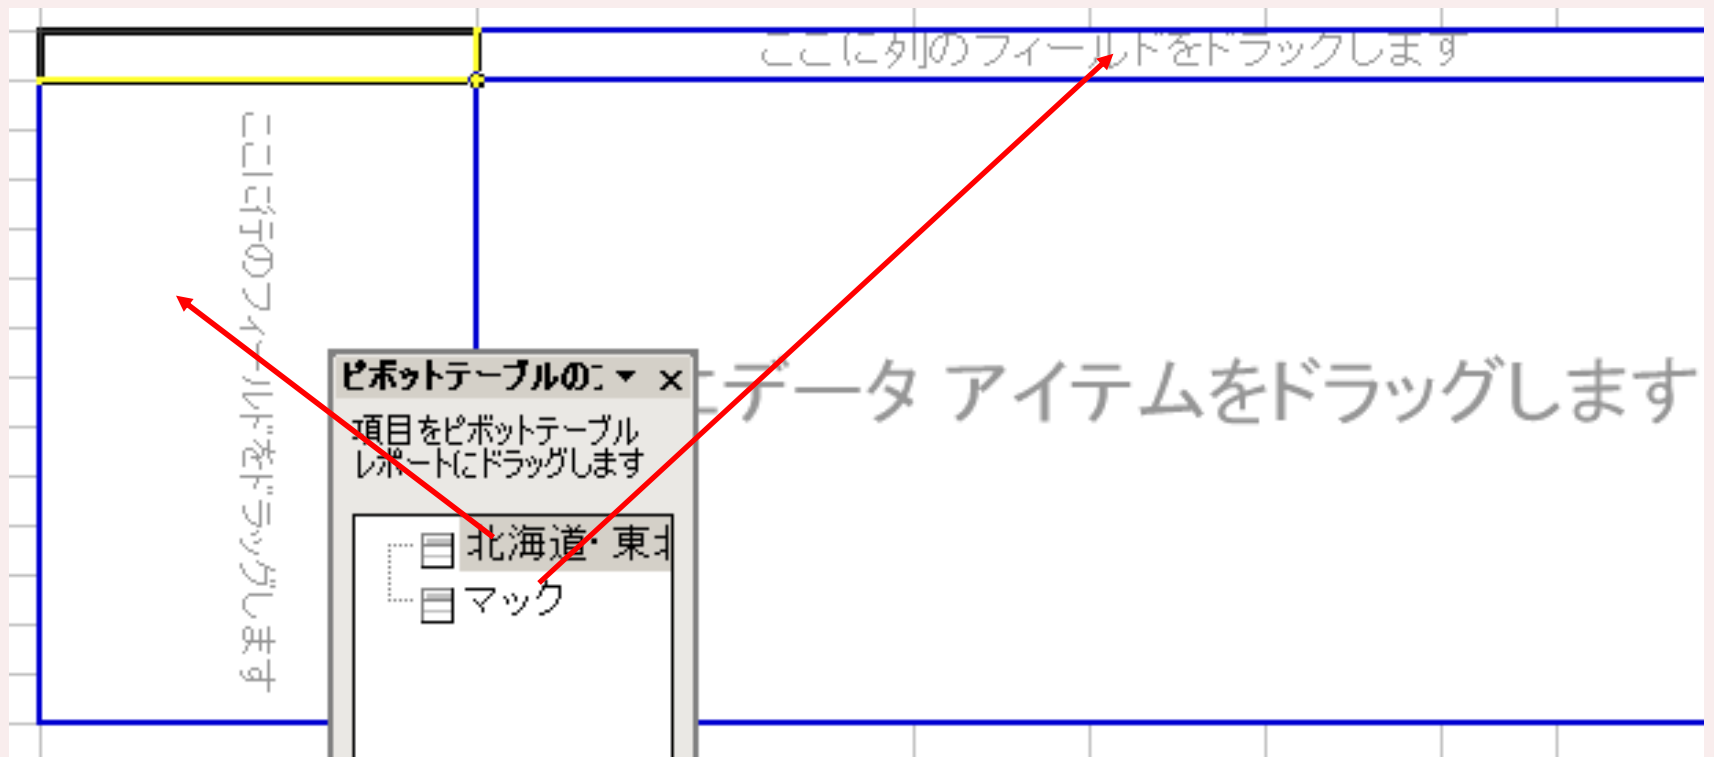 ここに列のフィールドをドラッグします
ここに行のフィールドをドラッグします
にデータ アイテムをドラッグします
ピボットテーブルの
項目をピボットテーブル
レポートにドラッグします
北海道・東北
マック